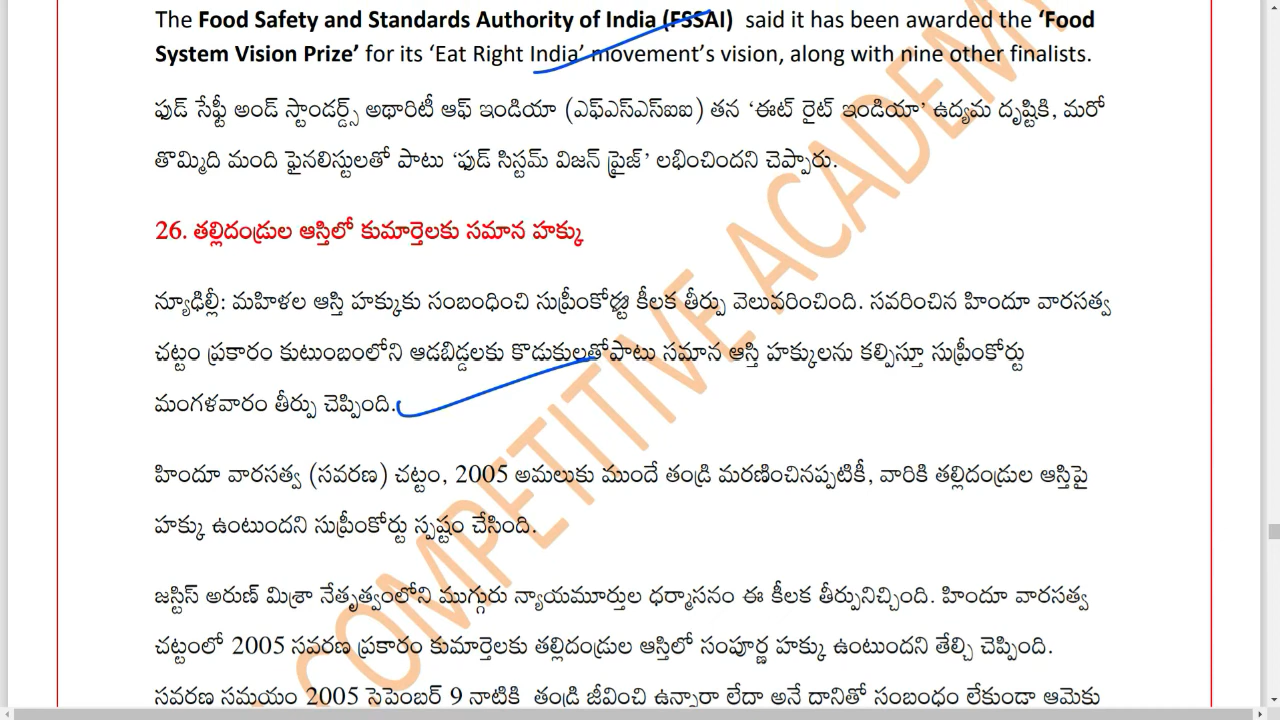 The Food Safety and Standards Authority of India (FSSAI) said it has been awarded the ‘Food
System Vision Prize’ for its ‘Eat Right India’ movement’s vision, along with nine other finalists.
ఫుడ్ సేఫ్టీ అండ్ స్టాండర్డ్స్ అథారిటీ ఆఫ్ ఇండియా (ఎఫ్ఎస్ఎస్ఐఐ) తన ‘ఈట్ రైట్ ఇండియా’ ఉద్యమ దృష్టికి, మరో
తొమ్మిది మంది ఫైనలిస్టులతో పాటు ‘ఫుడ్ సిస్టమ్ విజన్ ప్రైజ్’ లభించిందని చెప్పారు.
26. తల్లిదండ్రుల ఆస్తిలో కుమార్తెలకు సమాన హక్కు
న్యూఢిల్లీ: మహిళల ఆస్తి హక్కుకు సంబంధించి సుప్రీంకోర్టు కీలక తీర్పు వెలువరించింది. సవరించిన హిందూ వారసత్వ
చట్టం ప్రకారం కుటుంబంలోని ఆడబిడ్డలకు కొడుకులతోపాటు సమాన ఆస్తి హక్కులను కల్పిస్తూ సుప్రీంకోర్టు
మంగళవారం తీర్పు చెప్పింది.
హిందూ వారసత్వ (సవరణ) చట్టం, 2005 అమలుకు ముందే తండ్రి మరణించినప్పటికీ, వారికి తల్లిదండ్రుల ఆస్తిపై
హక్కు ఉంటుందని సుప్రీంకోర్టు స్పష్టం చేసింది.
జస్టిస్ అరుణ్ మిశ్రా నేతృత్వంలోని ముగ్గురు న్యాయమూర్తుల ధర్మాసనం ఈ కీలక తీర్పునిచ్చింది. హిందూ వారసత్వ
చట్టంలో 2005 సవరణ ప్రకారం కుమార్తెలకు తల్లిదండ్రుల ఆస్తిలో సంపూర్ణ హక్కు ఉంటుందని తేల్చి చెప్పింది.
సవరణ సమయం 2005 సెప్టెంబర్ 9 నాటికి తండ్రి జీవించి ఉన్నారా లేదా అనే దానితో సంబంధం లేకుండా ఆమెకు
COMPETITIVE ACADEMY